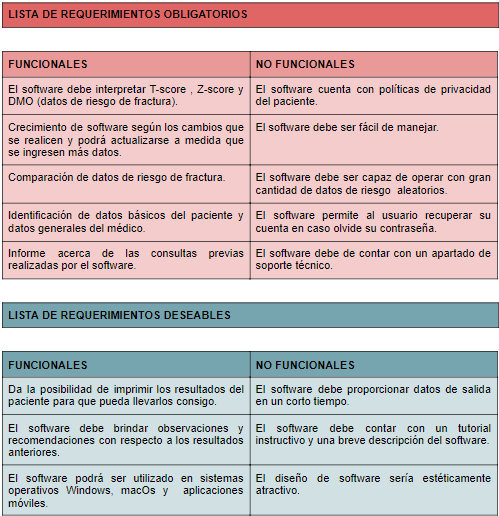 LISTA DE REQUERIMIENTOS OBLIGATORIOS
FUNCIONALES
NO FUNCIONALES
El software debe interpretar T-score , Z-score y
DMO (datos de riesgo de fractura).
El software cuenta con políticas de privacidad
del paciente.
Crecimiento de software según los cambios que
se realicen y podrá actualizarse a medida que
se ingresen más datos.
El software debe ser fácil de manejar.
Comparación de datos de riesgo de fractura.
El software debe ser capaz de operar con gran
cantidad de datos de riesgo aleatorios.
Identificación de datos básicos del paciente y
datos generales del médico.
El software permite al usuario recuperar su
cuenta en caso olvide su contraseña.
Informe acerca de las consultas previas
realizadas por el software.
El software debe de contar con un apartado de
soporte técnico.
LISTA DE REQUERIMIENTOS DESEABLES
FUNCIONALES
NO FUNCIONALES
Da la posibilidad de imprimir los resultados del
paciente para que pueda llevarlos consigo.
El software debe proporcionar datos de salida
en un corto tiempo.
El software debe brindar observaciones y
recomendaciones con respecto a los resultados
anteriores.
El software debe contar con un tutorial
instructivo y una breve descripción del software.
El software podrá ser utilizado en sistemas
operativos Windows, macOs y aplicaciones
móviles.
El diseño de software sería estéticamente
atractivo.